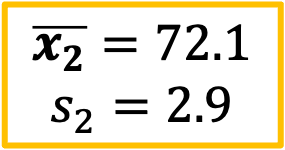 x̅₂ = 72.1
s₂ = 2.9